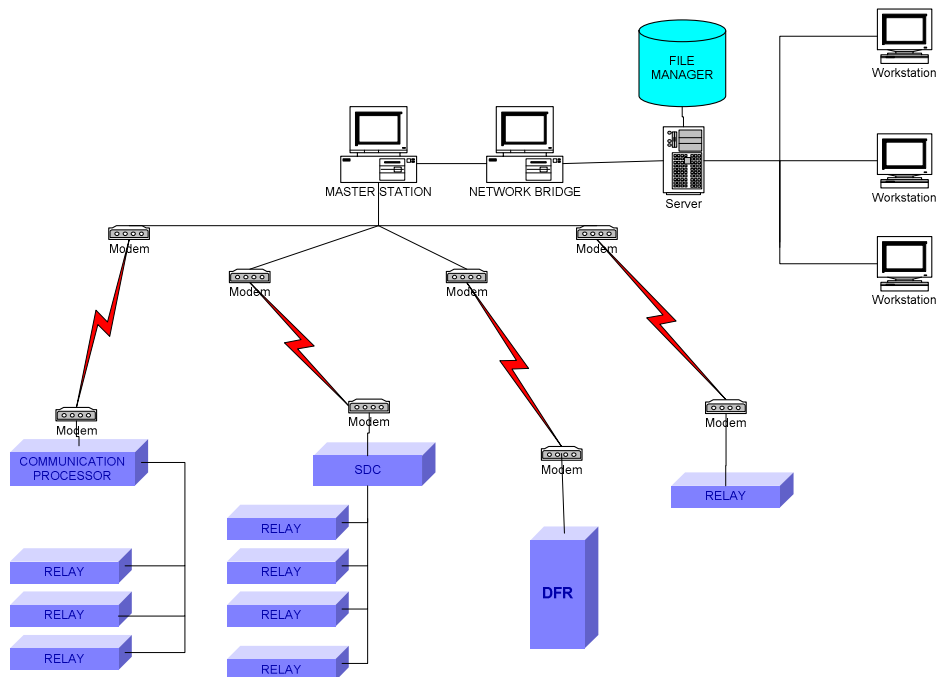 FILE
MANAGER
Workstation
MASTER STATION
NETWORK BRIDGE
Server
Workstation
Modem
Modem
Modem
Modem
Workstation
Modem
Modem
Modem
Modem
COMMUNICATION
PROCESSOR
SDC
RELAY
RELAY
RELAY
RELAY
DFR
RELAY
RELAY
RELAY
RELAY